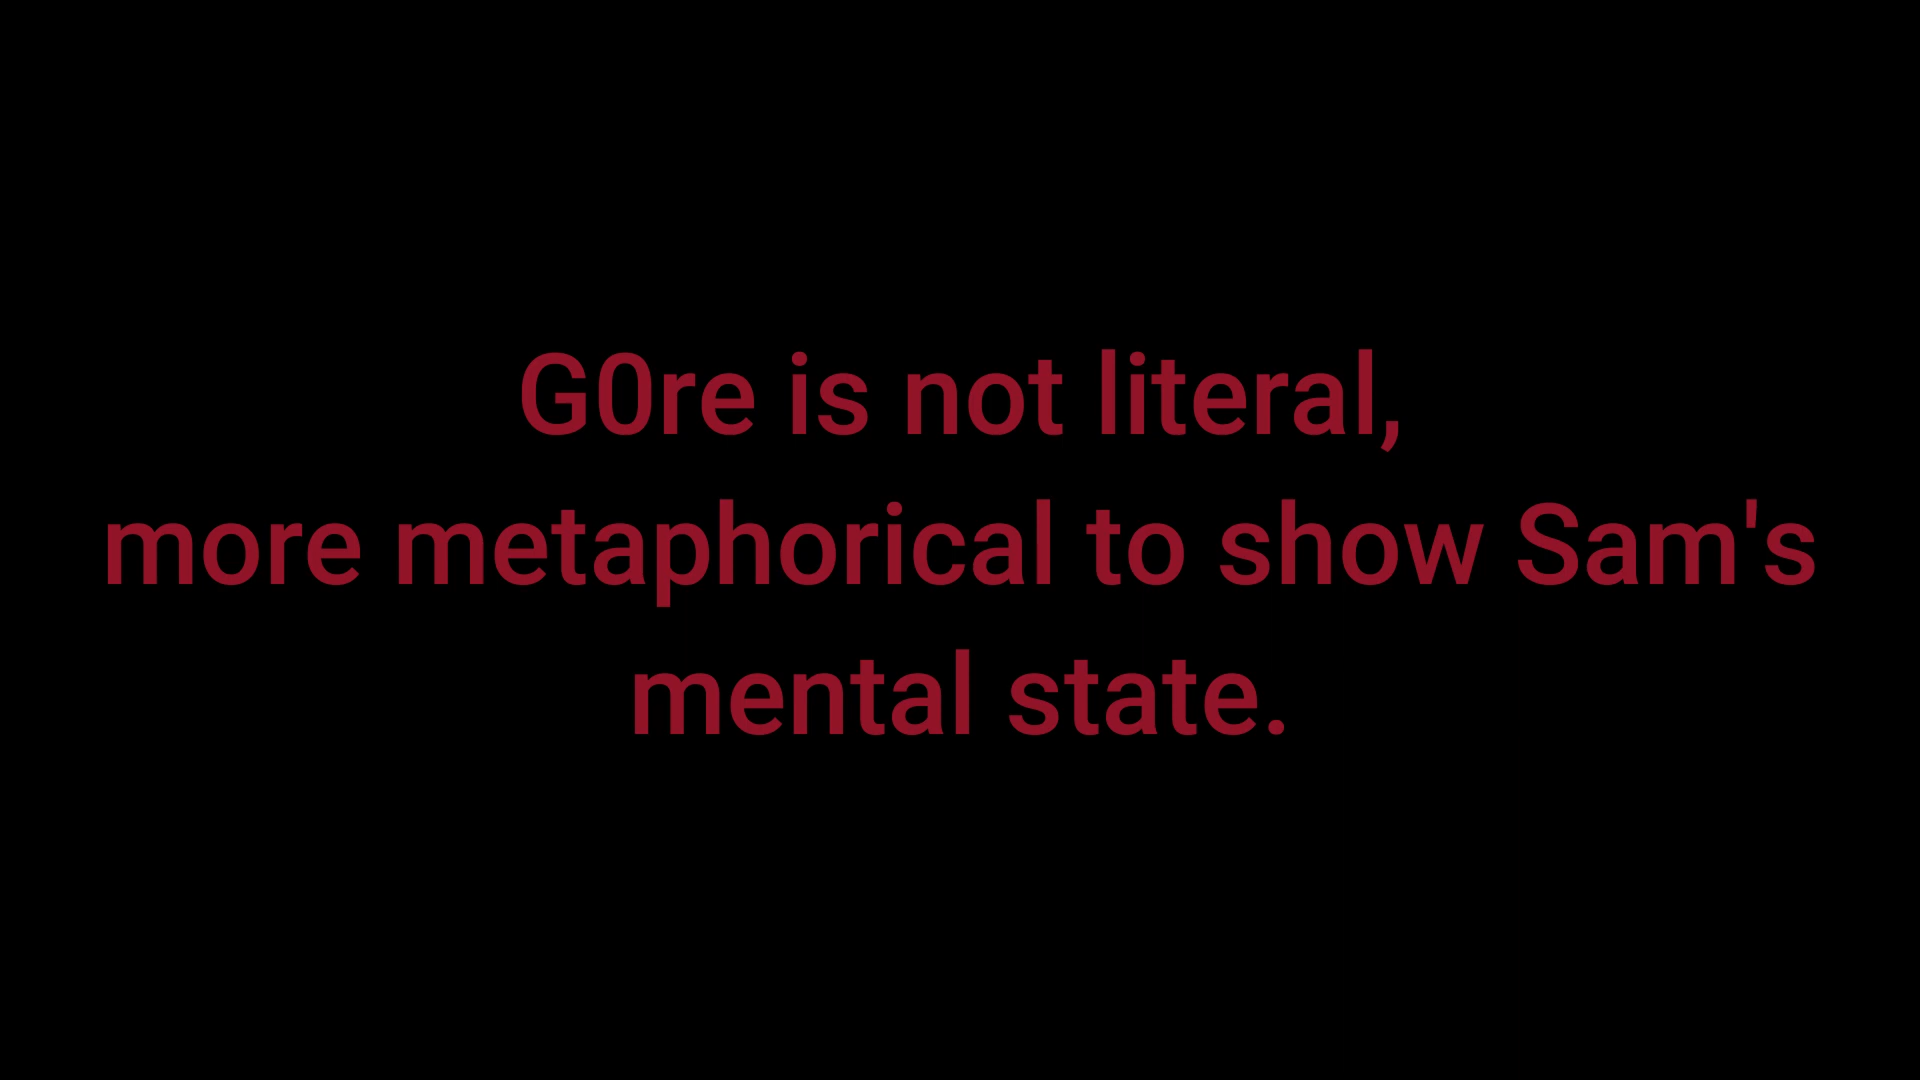 G0re is not literal,
more metaphorical to show Sam's
mental state.